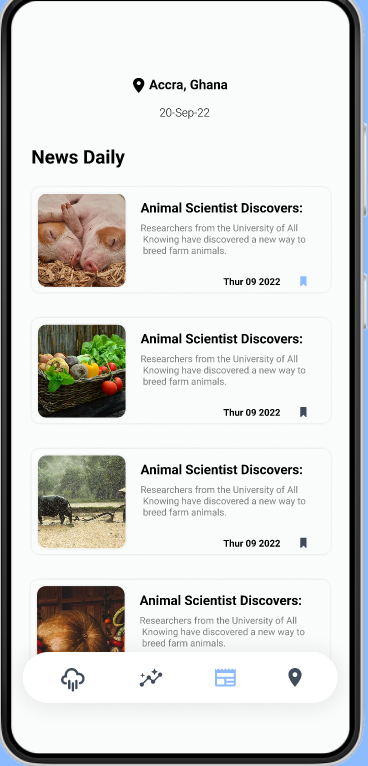 Accra, Ghana
20-Sep-22
News Daily
Animal Scientist Discovers:
Researchers from the University of All
Knowing have discovered a new way to
breed farm animals.
Thur 09 2022
Animal Scientist Discovers:
Researchers from the University of All
Knowing have discovered a new way to
breed farm animals.
Thur 09 2022
Animal Scientist Discovers:
Researchers from the University of All
Knowing have discovered a new way to
breed farm animals.
Thur 09 2022
Animal Scientist Discovers:
Researchers from the University of All
Knowing have discovered a new way to
breed farm animals.